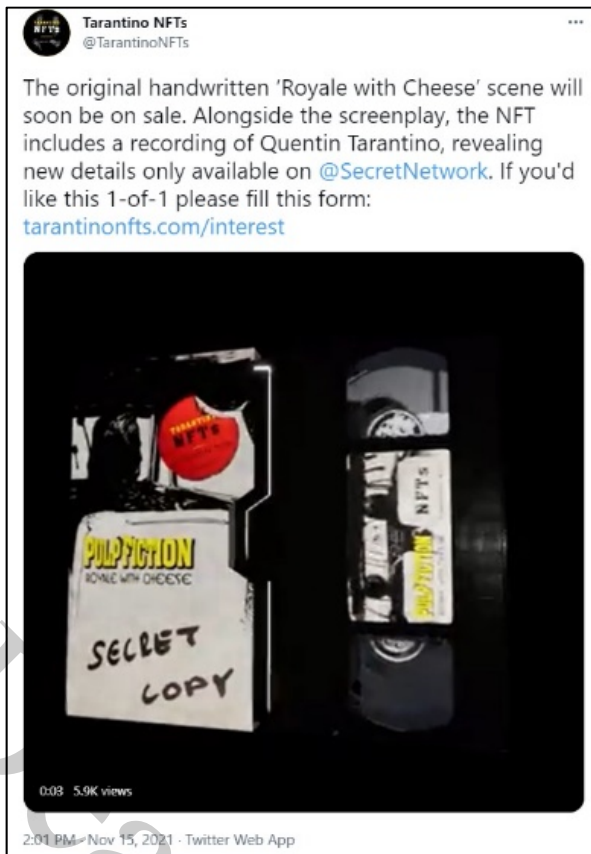 Tarantino NFTs
@TarantinoNFTs
The original handwritten ‘Royale with Cheese’ scene will
soon be on sale. Alongside the screenplay, the NFT
includes a recording of Quentin Tarantino, revealing
new details only available on @SecretNetwork. If you'd
like this 1-of-1 please fill this form:
tarantinonfts.com/interest
TARANTINO
NFTs
PULP FICTION
ROYALE WITH CHEESE
SECRET
COPY
PULP FICTION
NFTs
0:03 5.9K views
2:01 PM · Nov 15, 2021 · Twitter Web App